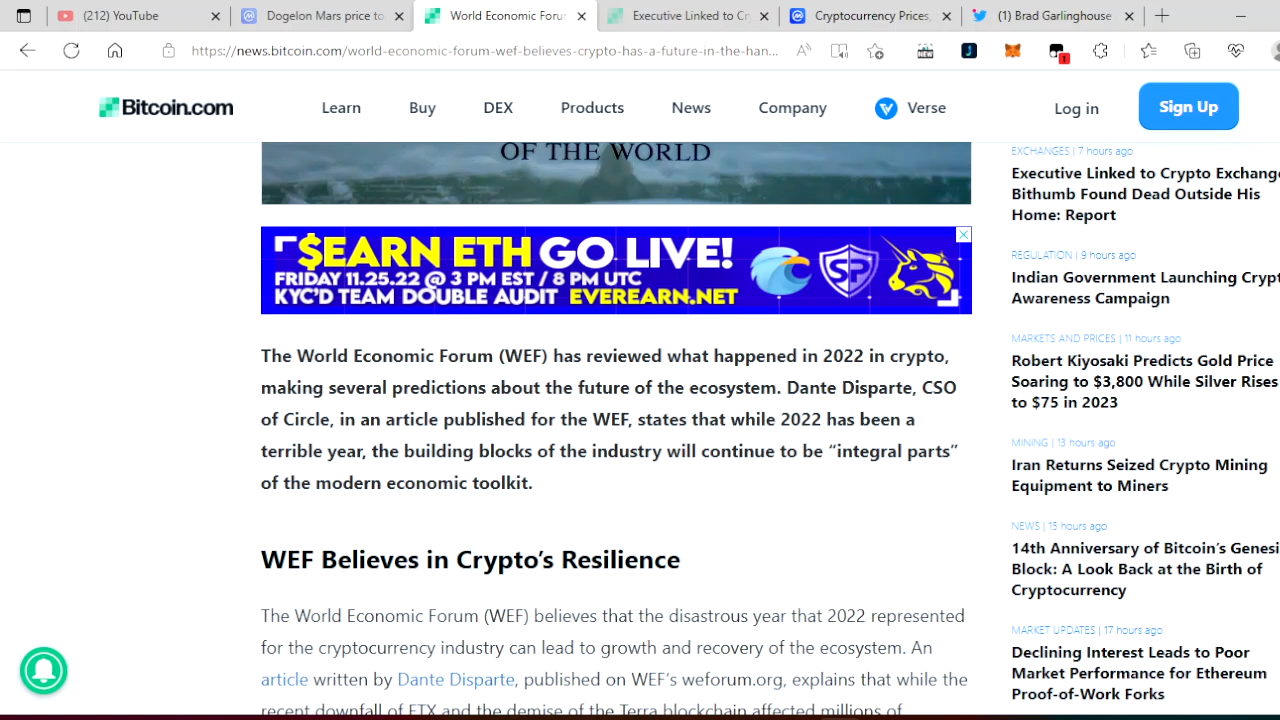 (212) YouTube
Dogelon Mars price to
World Economic Foru
Executive Linked to Cr
Cryptocurrency Prices,
(1) Brad Garlinghouse
https://news.bitcoin.com/world-economic-forum-wef-believes-crypto-has-a-future-in-the-han...
NEW
J
1
Bitcoin.com
Learn
Buy
DEX
Products
News
Company
Verse
Log in
Sign Up
OF THE WORLD
$EARN ETH GO LIVE!
FRIDAY 11.25.22 @ 3 PM EST / 8 PM UTC
KYC'D TEAM DOUBLE AUDIT EVEREARN.NET
SP
The World Economic Forum (WEF) has reviewed what happened in 2022 in crypto,
making several predictions about the future of the ecosystem. Dante Disparte, CSO
of Circle, in an article published for the WEF, states that while 2022 has been a
terrible year, the building blocks of the industry will continue to be “integral parts”
of the modern economic toolkit.
WEF Believes in Crypto’s Resilience
The World Economic Forum (WEF) believes that the disastrous year that 2022 represented
for the cryptocurrency industry can lead to growth and recovery of the ecosystem. An
article written by Dante Disparte, published on WEF’s weforum.org, explains that while the
recent downfall of FTX and the demise of the Terra blockchain affected millions of
EXCHANGES | 7 hours ago
Executive Linked to Crypto Exchange
Bithumb Found Dead Outside His
Home: Report
REGULATION | 9 hours ago
Indian Government Launching Crypt
Awareness Campaign
MARKETS AND PRICES | 11 hours ago
Robert Kiyosaki Predicts Gold Price
Soaring to $3,800 While Silver Rises
to $75 in 2023
MINING | 13 hours ago
Iran Returns Seized Crypto Mining
Equipment to Miners
NEWS | 15 hours ago
14th Anniversary of Bitcoin’s Genesi
Block: A Look Back at the Birth of
Cryptocurrency
MARKET UPDATES | 17 hours ago
Declining Interest Leads to Poor
Market Performance for Ethereum
Proof-of-Work Forks